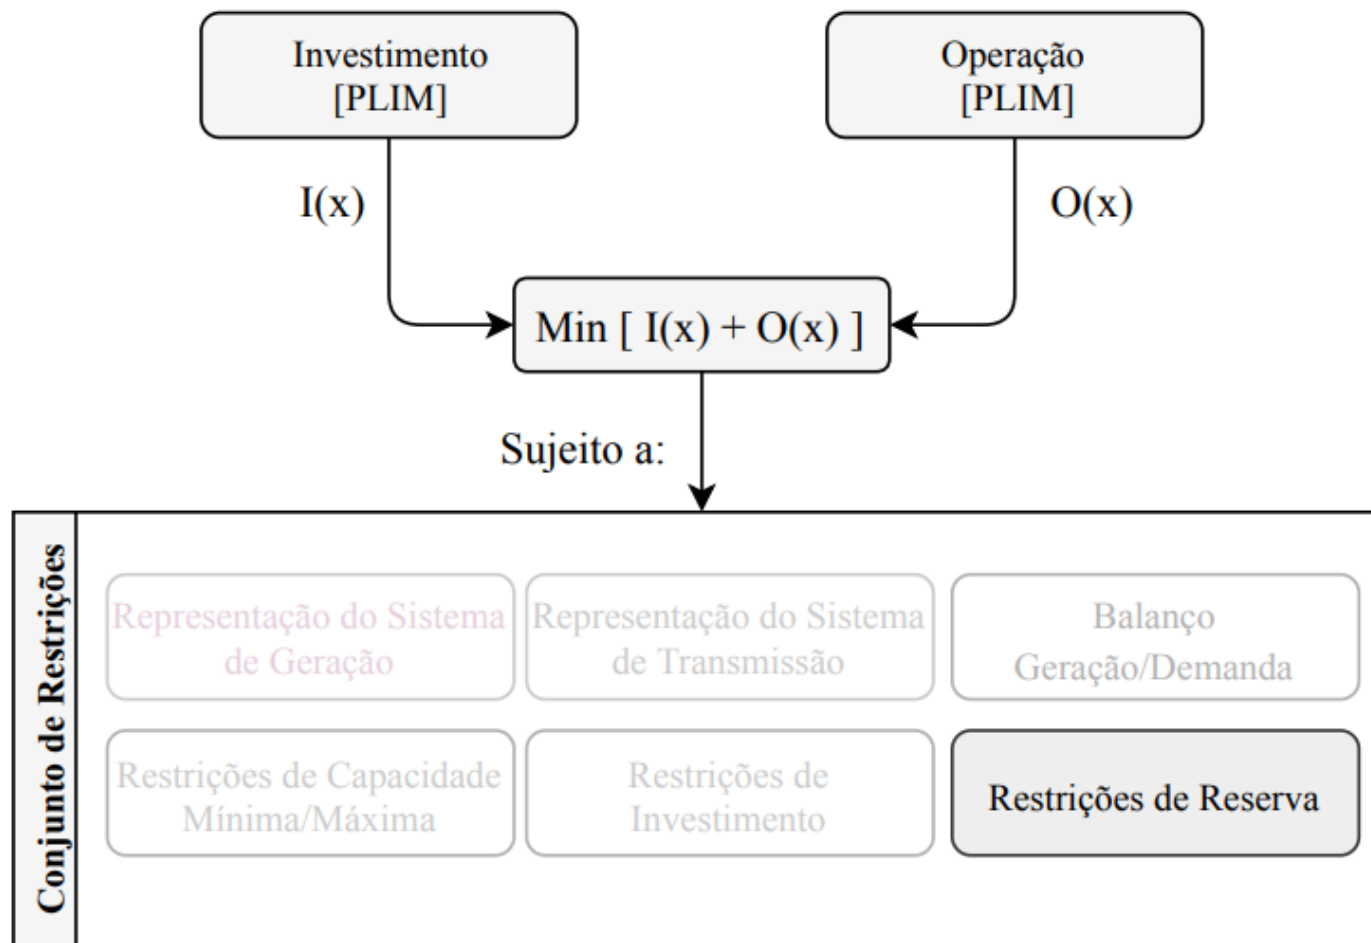 Investimento
[PLIM]
Operação
[PLIM]
I(x)
O(x)
Min [ I(x) + O(x) ]
Sujeito a:
Conjunto de Restrições
Representação do Sistema
de Geração
Representação do Sistema
de Transmissão
Balanço
Geração/Demanda
Restrições de Capacidade
Mínima/Máxima
Restrições de
Investimento
Restrições de Reserva